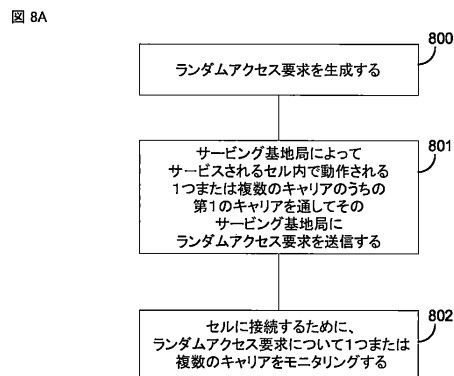 図 8A
800
ランダムアクセス要求を生成する
801
サービング基地局によって
サービスされるセル内で動作される
1つまたは複数のキャリアのうちの
第1のキャリアを通してその
サービング基地局に
ランダムアクセス要求を送信する
802
セルに接続するために、
ランダムアクセス要求について1つまたは
複数のキャリアをモニタリングする